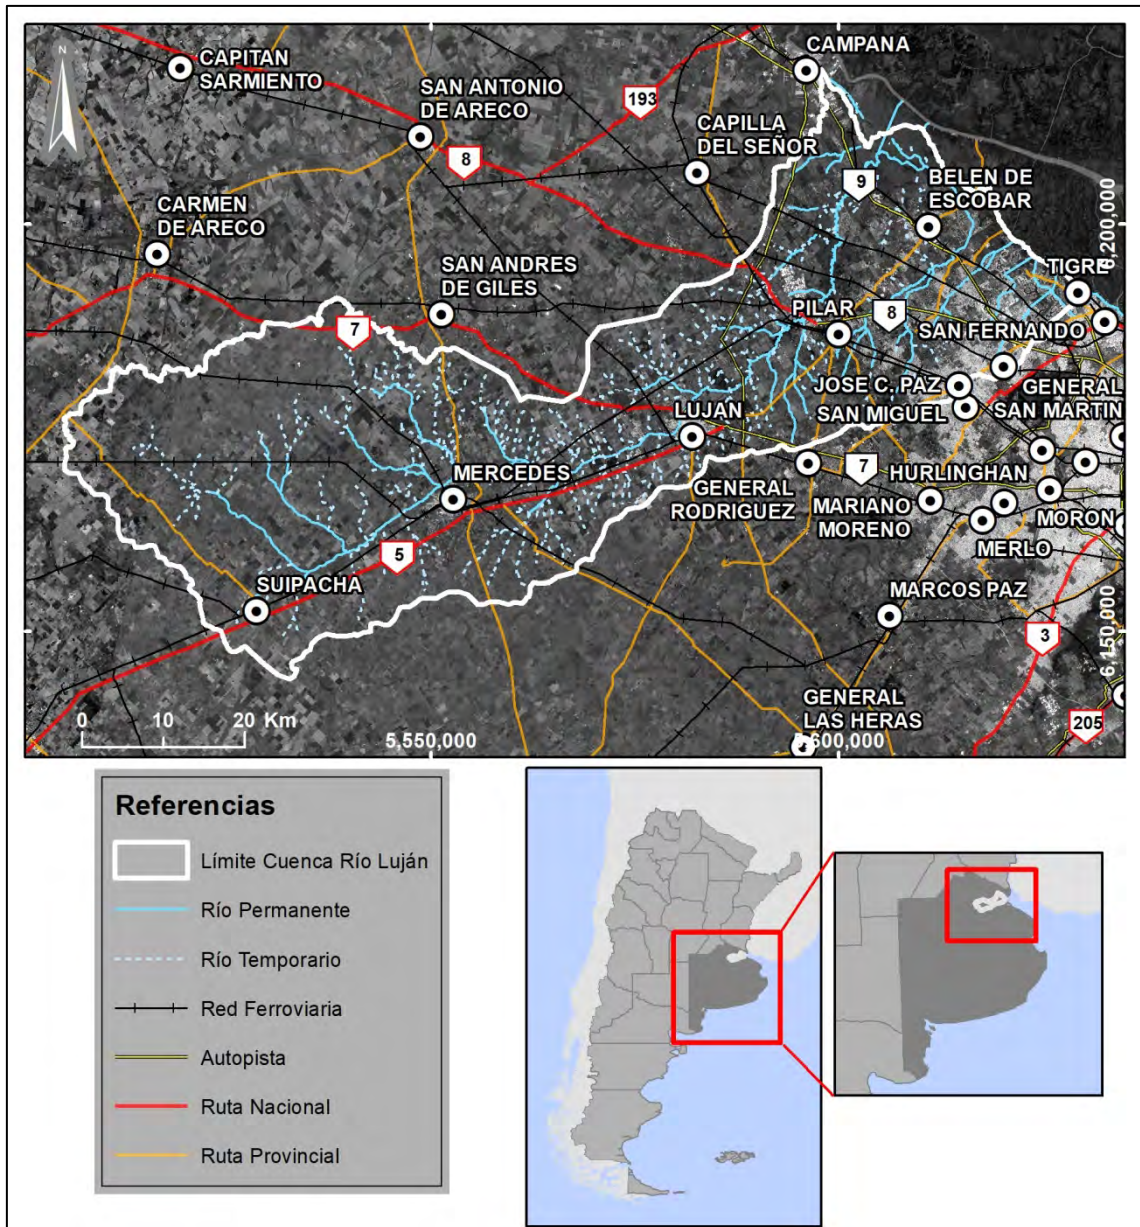 N
CAPITAN
SARMIENTO
SAN ANTONIO
DE ARECO
193
CAMPANA
8
CAPILLA
DEL SEÑOR
9
BELEN DE
ESCOBAR
6,200,000
CARMEN
DE ARECO
SAN ANDRES
DE GILES
TIGRE
7
PILAR
8
SAN FERNANDO
JOSE C. PAZ
GENERAL
SAN MARTIN
SAN MIGUEL
LUJAN
MERCEDES
GENERAL
RODRIGUEZ
7
HURLINGHAN
MARIANO
MORENO
MORON
MERLO
5
SUIPACHA
MARCOS PAZ
3
6,150,000
GENERAL
LAS HERAS
205
0 10 20 Km
5,550,000
5,600,000
Referencias
Límite Cuenca Río Luján
Río Permanente
Río Temporario
Red Ferroviaria
Autopista
Ruta Nacional
Ruta Provincial